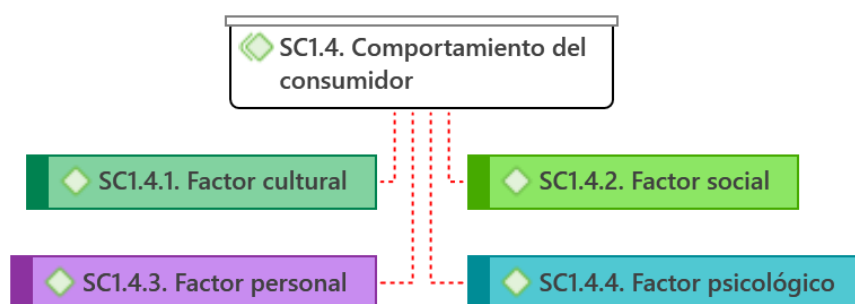 SC1.4. Comportamiento del
consumidor
SC1.4.1. Factor cultural
SC1.4.2. Factor social
SC1.4.3. Factor personal
SC1.4.4. Factor psicológico